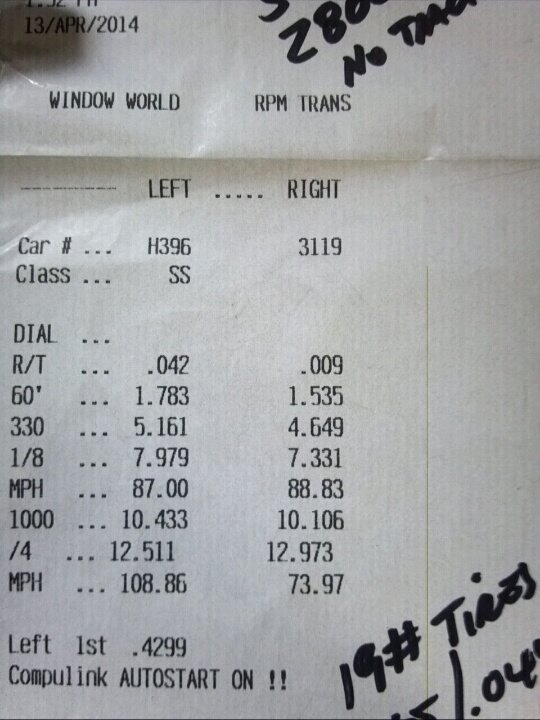 13/APR/2014
No
WINDOW WORLD RPM TRANS
--------------- LEFT ..... RIGHT
Car # ... H396 3119
Class ... SS
DIAL ...
R/T ... .042 .009
60' ... 1.783 1.535
330 ... 5.161 4.649
1/8 ... 7.979 7.331
MPH ... 87.00 88.83
1000 ... 10.433 10.106
/4 ... 12.511 12.973
MPH ... 108.86 73.97
Left 1st .4299
Compulink AUTOSTART ON !!
19# TIRES